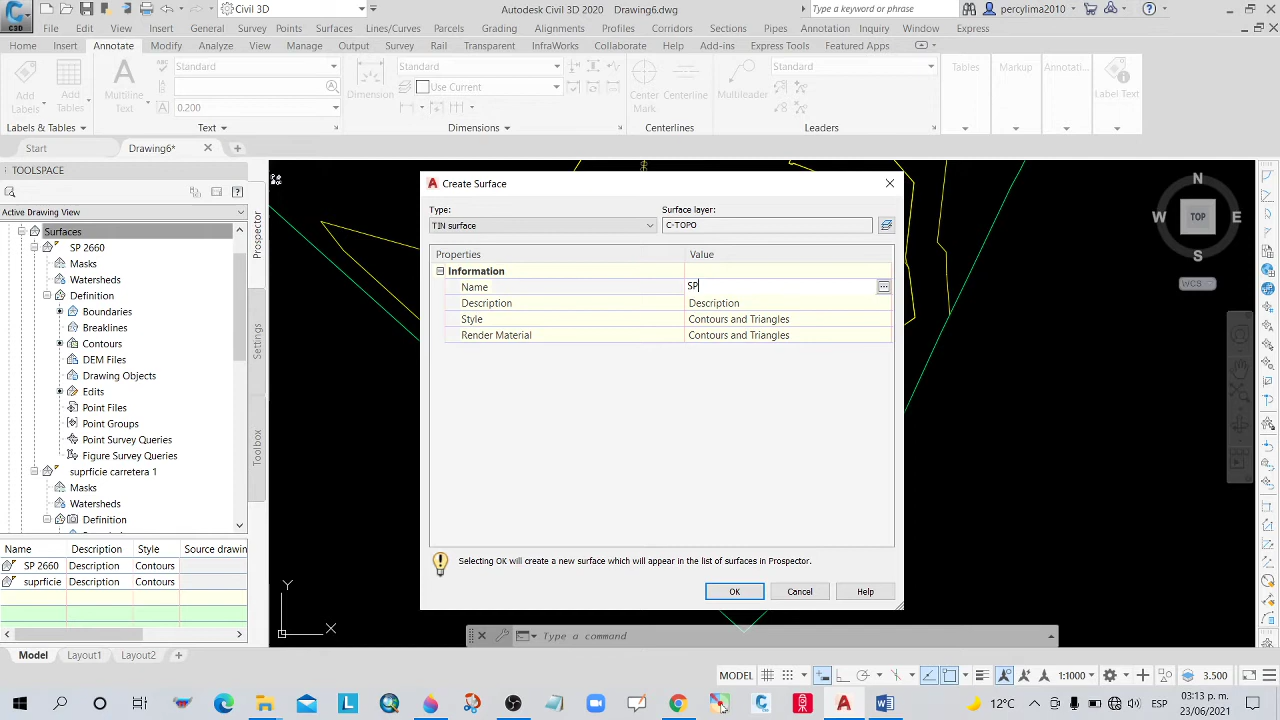 Civil 3D
Autodesk Civil 3D 2020 Drawing6.dwg
Type a keyword or phrase
percylima2010
C3D
File Edit View Insert General Survey Points Surfaces Lines/Curves Parcels Grading Alignments Profiles Corridors Sections Pipes Annotation Inquiry Window Express
Home Insert Annotate Modify Analyze View Manage Output Survey Rail Transparent InfraWorks Collaborate Help Add-ins Express Tools Featured Apps
Standard
Standard
Standard
Tables
Markup
Annotati...
Add
Labels
Add
Tables
Multiline
Text
0.200
Dimension
Use Current
Center
Mark
Centerline
Multileader
Label Text
Labels & Tables
Text
Dimensions
Centerlines
Leaders
Start
Drawing6*
TOOLSPACE
Active Drawing View
Surfaces
SP 2660
Masks
Watersheds
Definition
Boundaries
Breaklines
Contours
DEM Files
Drawing Objects
Edits
Point Files
Point Groups
Point Survey Queries
Figure Survey Queries
suprficie carretera 1
Masks
Watersheds
Definition
Prospector
Settings
Toolbox
Name Description Style Source drawin
SP 2660 Description Contours
suprficie Description Contours
Create Surface
Type:
Surface layer:
TIN surface
C-TOPO
Properties
Value
Information
Name SP
Description Description
Style Contours and Triangles
Render Material Contours and Triangles
Selecting OK will create a new surface which will appear in the list of surfaces in Prospector.
OK
Cancel
Help
N
W TOP E
S
WCS
Y
X
Type a command
Model Layout1 Layout2
MODEL
1:1000
3.500
12°C
03:13 p. m.
23/06/2021